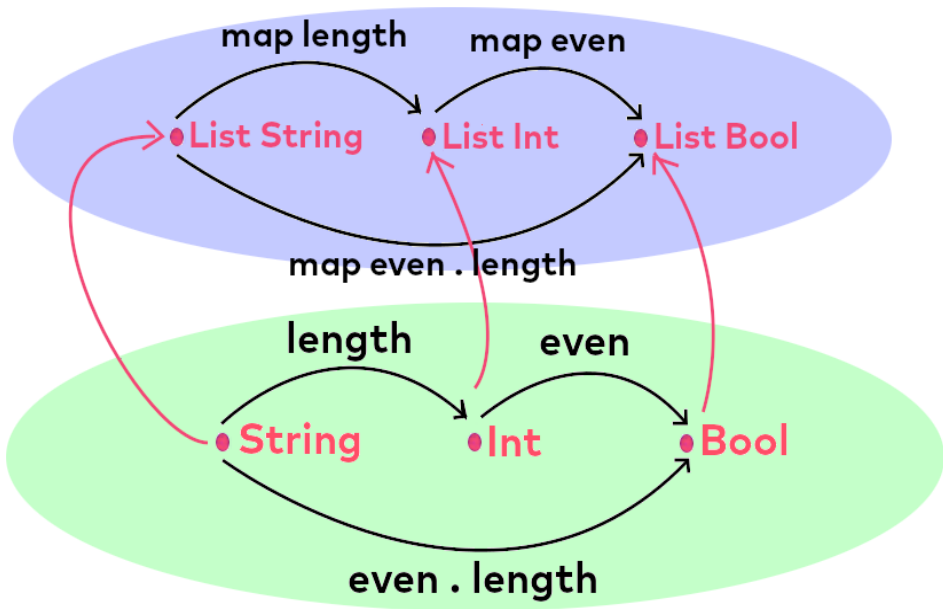 map length
map even
List String
List Int
List Bool
map even . length
length
even
String
Int
Bool
even . length